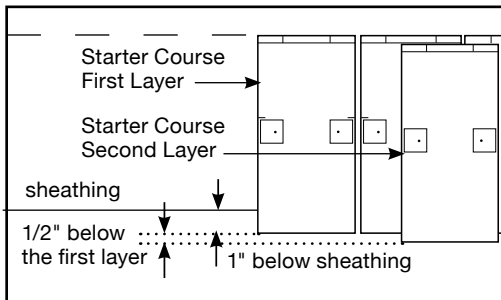 Starter Course
First Layer
Starter Course
Second Layer
sheathing
1/2" below
the first layer
1" below sheathing